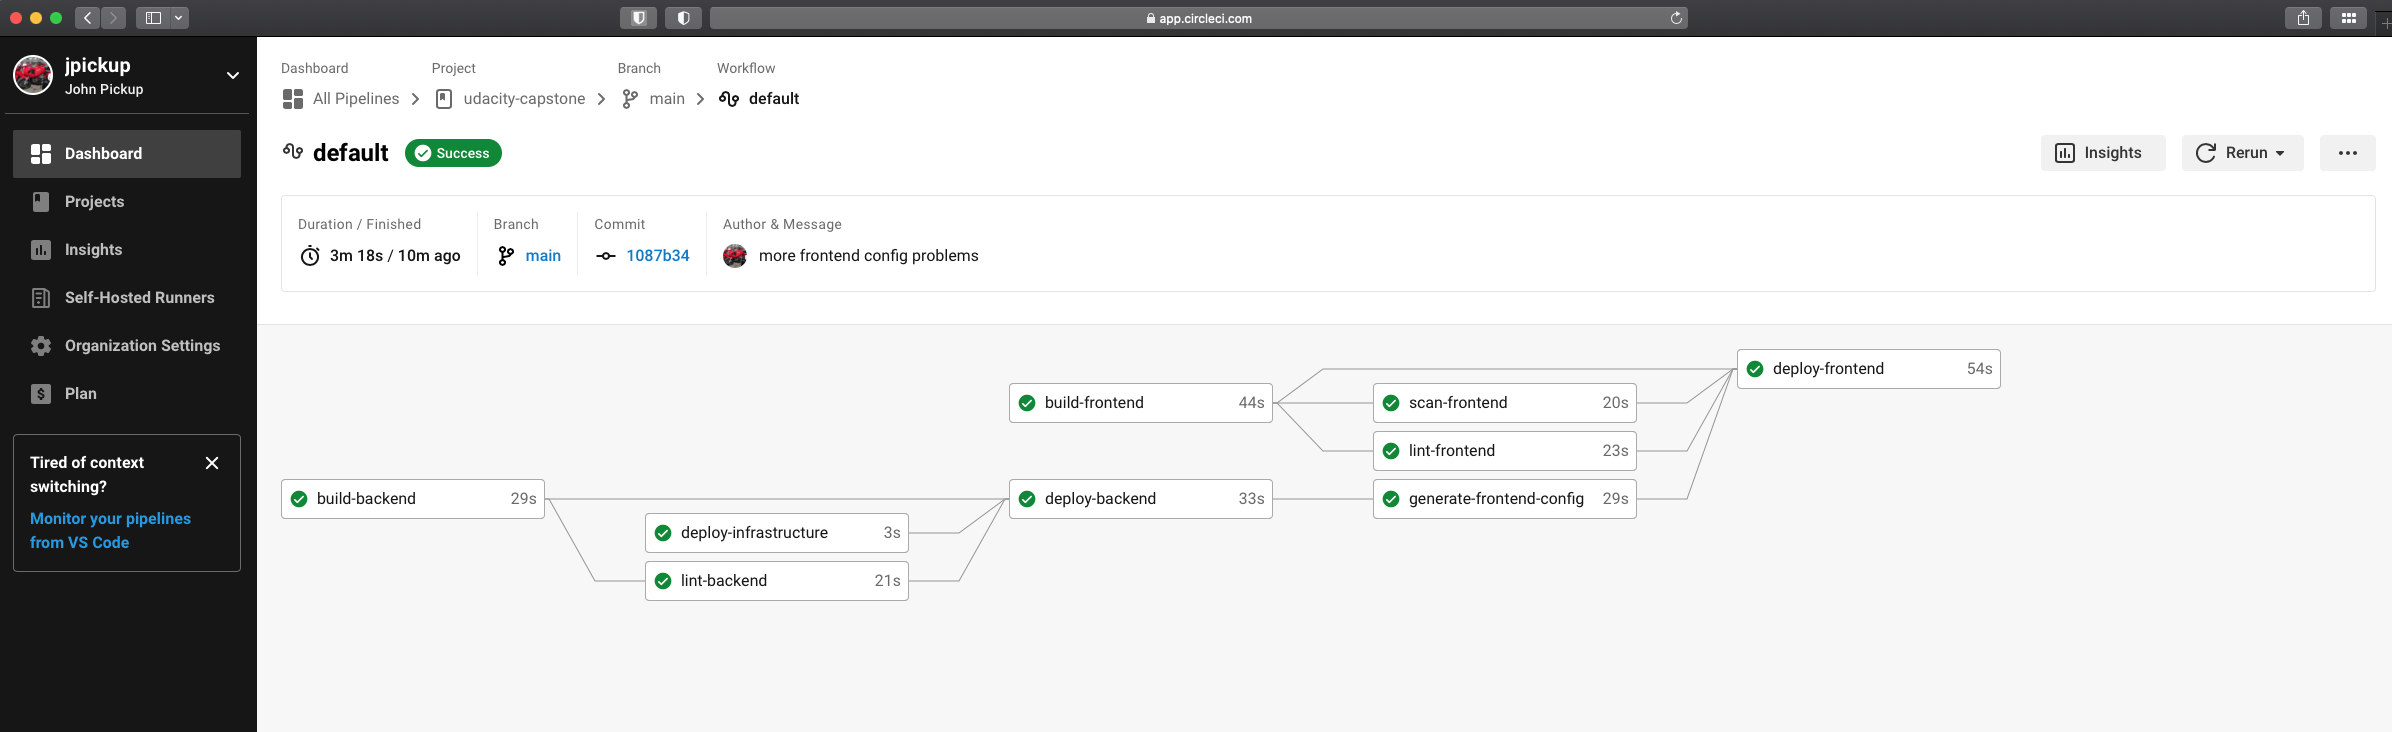 app.circleci.com
jpickup
John Pickup
Dashboard
Projects
Insights
Self-Hosted Runners
Organization Settings
Plan
Tired of context
switching?
Monitor your pipelines
from VS Code
Dashboard Project Branch Workflow
All Pipelines udacity-capstone main default
default Success
Insights Rerun
Duration / Finished Branch Commit Author & Message
3m 18s / 10m ago main 1087b34 more frontend config problems
deploy-frontend 54s
build-frontend 44s scan-frontend 20s
lint-frontend 23s
build-backend 29s deploy-backend 33s generate-frontend-config 29s
deploy-infrastructure 3s
lint-backend 21s